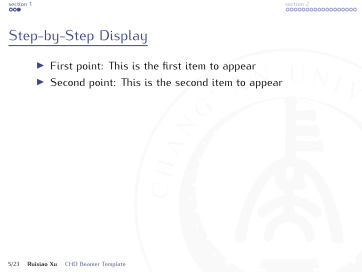 section 1 section 2
Step-by-Step Display
First point: This is the first item to appear
Second point: This is the second item to appear
CHANG UNIV
5/23 Ruixiao Xu CHD Beamer Template